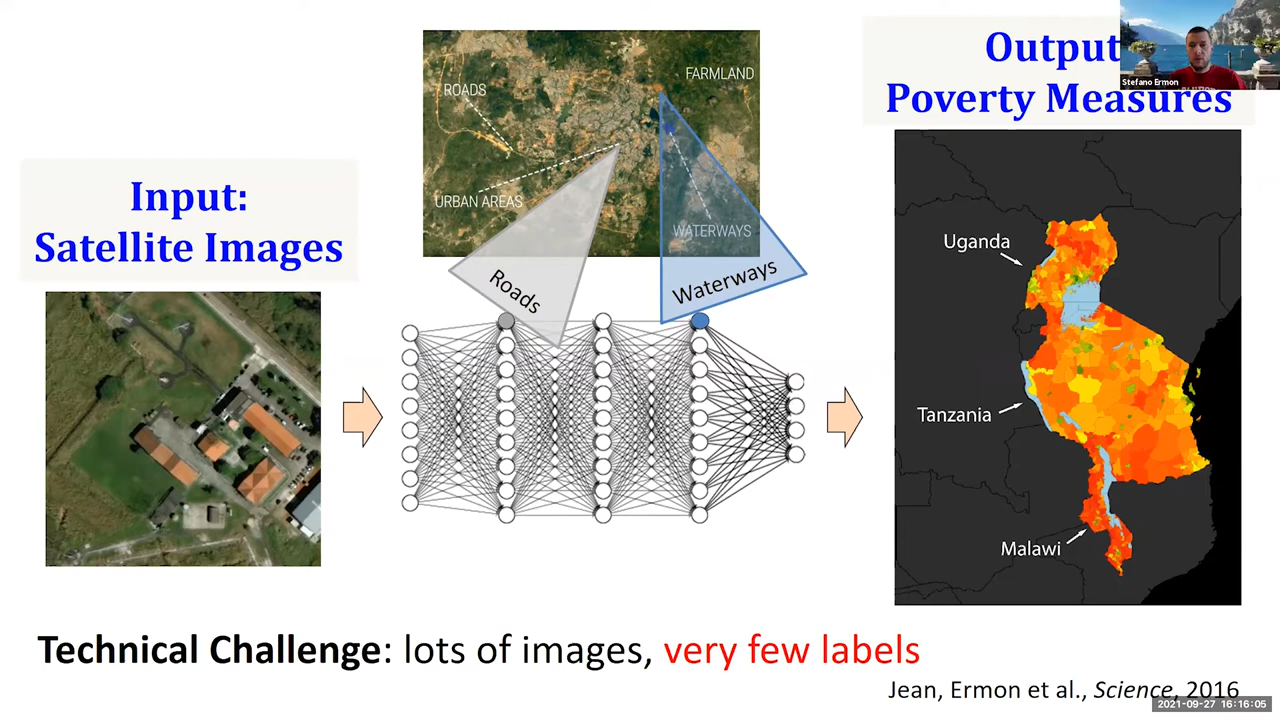 Input:
Satellite Images
ROADS
FARMLAND
URBAN AREAS
WATERWAYS
Roads
Waterways
Output
Poverty Measures
Stefano Ermon
Uganda
Tanzania
Malawi
Technical Challenge: lots of images, very few labels
Jean, Ermon et al., Science, 2016
2021-09-27 16:16:05